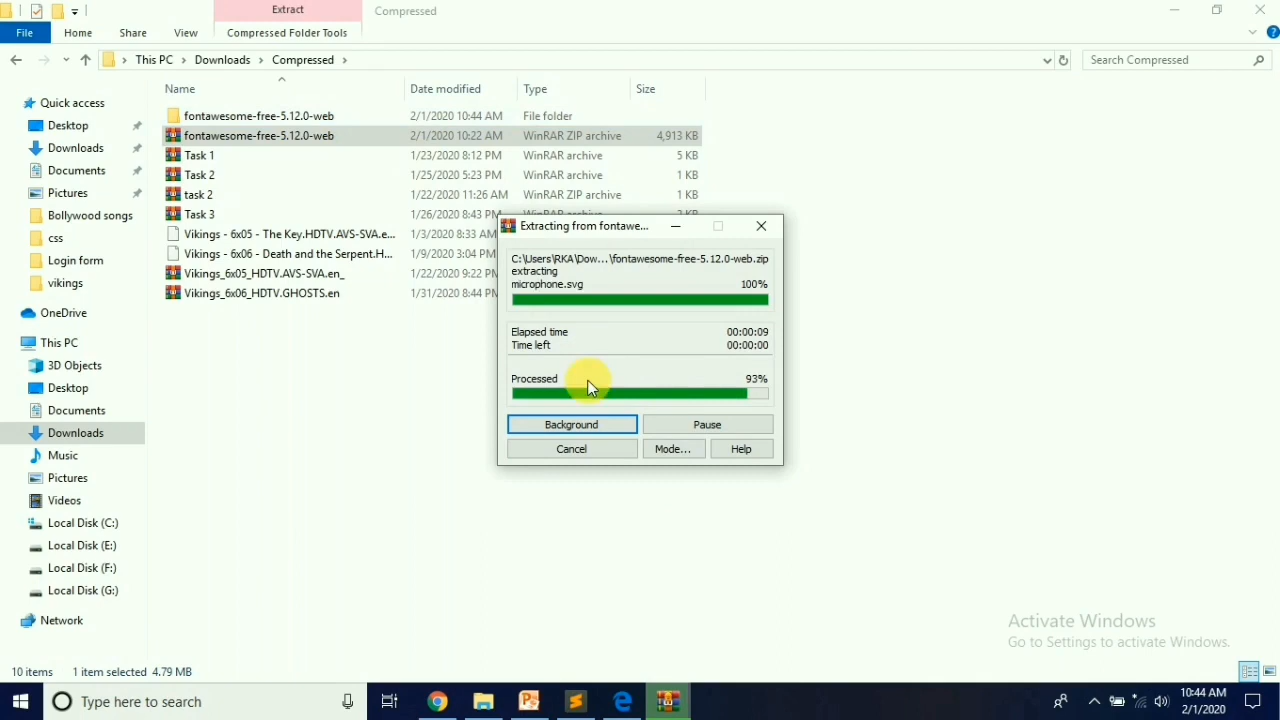 Extract
Compressed
File
Home
Share
View
Compressed Folder Tools
This PC
Downloads
Compressed
Search Compressed
Name
Date modified
Type
Size
Quick access
Desktop
Downloads
Documents
Pictures
Bollywood songs
css
Login form
vikings
OneDrive
This PC
3D Objects
Desktop
Documents
Downloads
Music
Pictures
Videos
Local Disk (C:)
Local Disk (E:)
Local Disk (F:)
Local Disk (G:)
Network
fontawesome-free-5.12.0-web 2/1/2020 10:44 AM File folder
fontawesome-free-5.12.0-web 2/1/2020 10:22 AM WinRAR ZIP archive 4,913 KB
Task 1 1/23/2020 8:12 PM WinRAR archive 5 KB
Task 2 1/25/2020 5:23 PM WinRAR archive 1 KB
task 2 1/22/2020 11:26 AM WinRAR ZIP archive 1 KB
Task 3 1/26/2020 8:43 PM
Vikings - 6x05 - The Key.HDTV.AVS-SVA.e... 1/3/2020 8:33 AM
Vikings - 6x06 - Death and the Serpent.H... 1/9/2020 3:04 PM
Vikings_6x05_HDTV.AVS-SVA.en_ 1/22/2020 9:22 PM
Vikings_6x06_HDTV.GHOSTS.en 1/31/2020 8:44 PM
Extracting from fontawe...
C:\Users\RKA\Dow...\fontawesome-free-5.12.0-web.zip
extracting
microphone.svg 100%
Elapsed time 00:00:09
Time left 00:00:00
Processed 93%
Background
Pause
Cancel
Mode...
Help
Activate Windows
Go to Settings to activate Windows.
10 items
1 item selected 4.79 MB
Type here to search
10:44 AM
2/1/2020